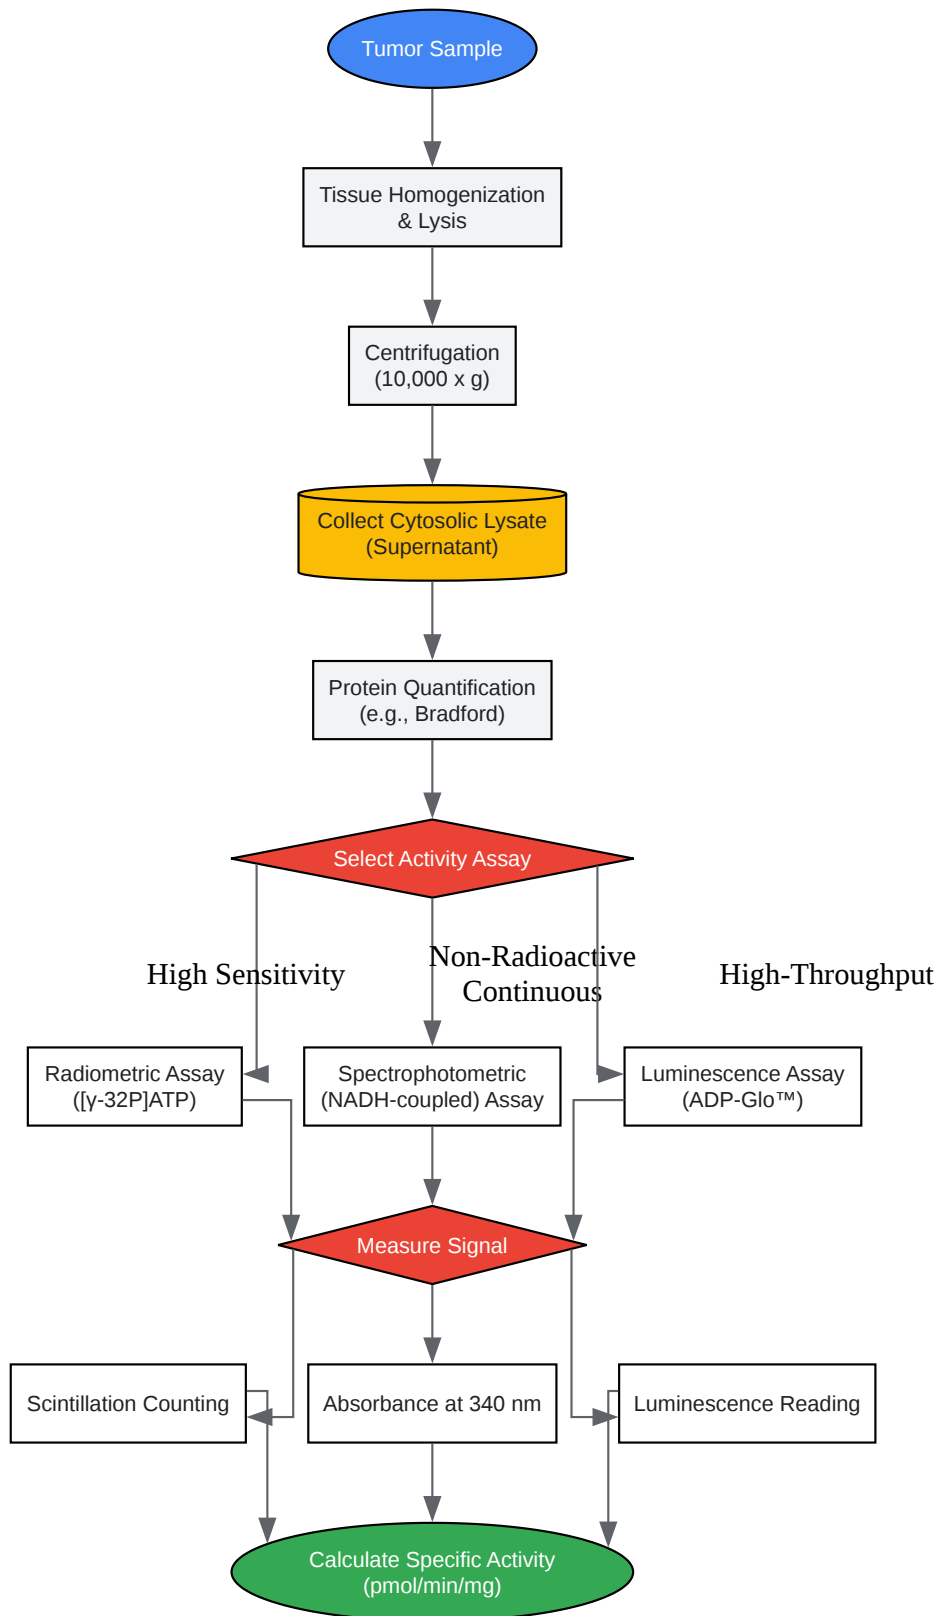 Tumor Sample
Tissue Homogenization
& Lysis
Centrifugation
(10,000 x g)
Collect Cytosolic Lysate
(Supernatant)
Protein Quantification
(e.g., Bradford)
Select Activity Assay
High Sensitivity
Non-Radioactive
Continuous
High-Throughput
Radiometric Assay
([γ-32P]ATP)
Spectrophotometric
(NADH-coupled) Assay
Luminescence Assay
(ADP-Glo™)
Measure Signal
Scintillation Counting
Absorbance at 340 nm
Luminescence Reading
Calculate Specific Activity
(pmol/min/mg)